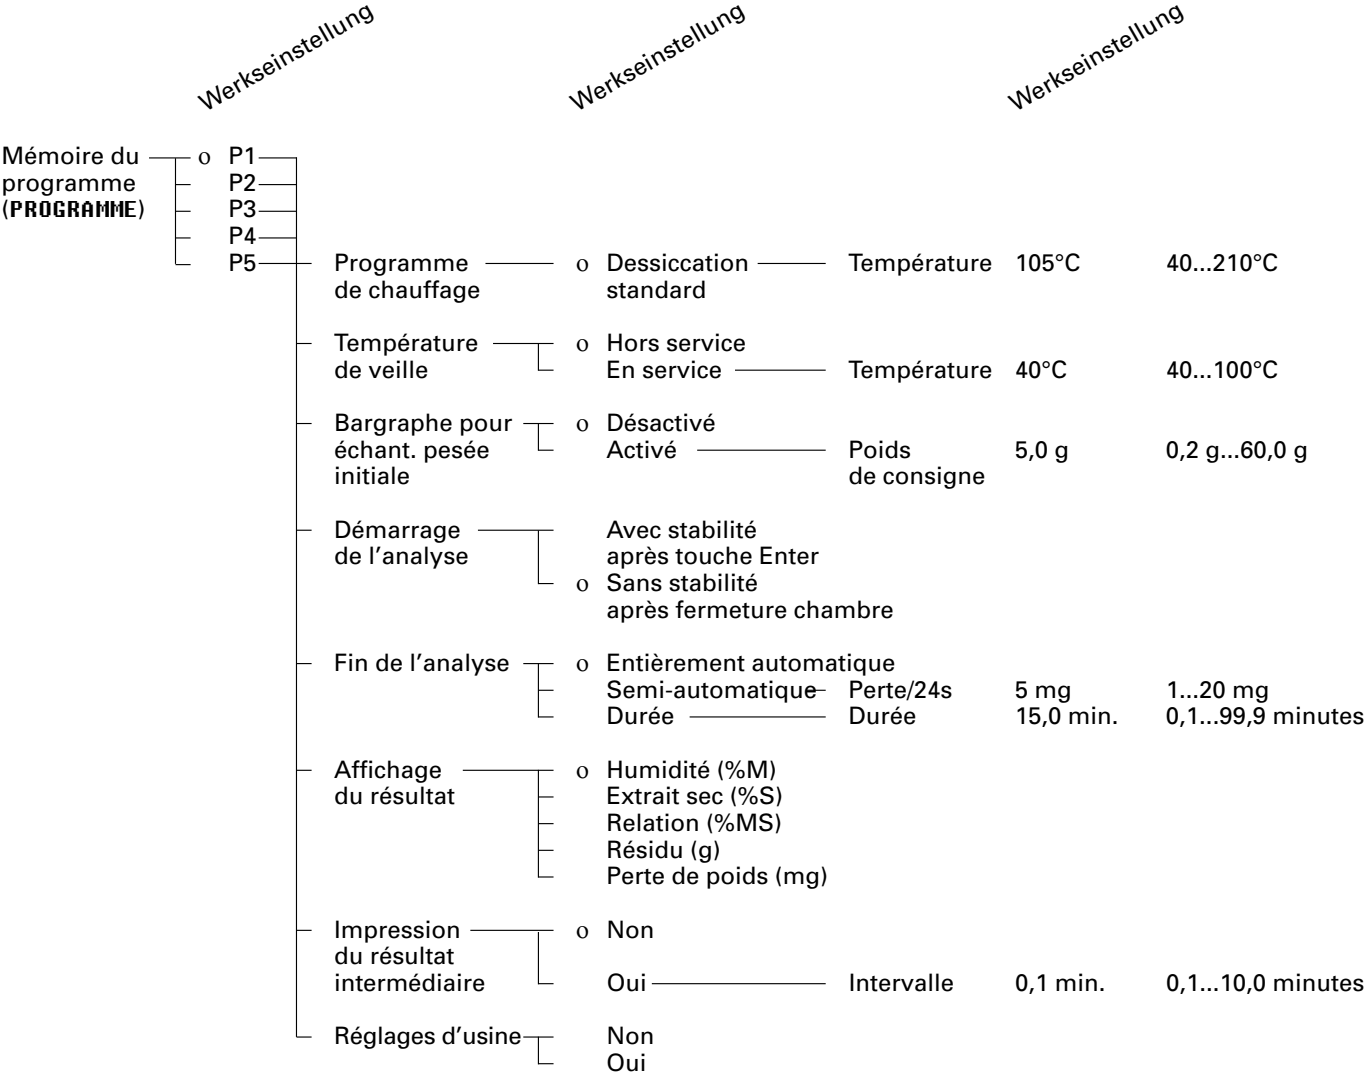 Werkseinstellung Werkseinstellung Werkseinstellung
Mémoire du o P1
programme P2
(PROGRAMME) P3
P4
P5 Programme o Dessiccation Température 105°C 40...210°C
de chauffage standard
Température o Hors service
de veille En service Température 40°C 40...100°C
Bargraphe pour o Désactivé
échant. pesée Activé Poids 5,0 g 0,2 g...60,0 g
initiale de consigne
Démarrage Avec stabilité
de l'analyse après touche Enter
o Sans stabilité
après fermeture chambre
Fin de l'analyse o Entièrement automatique
Semi-automatique Perte/24s 5 mg 1...20 mg
Durée Durée 15,0 min. 0,1...99,9 minutes
Affichage o Humidité (%M)
du résultat Extrait sec (%S)
Relation (%MS)
Résidu (g)
Perte de poids (mg)
Impression o Non
du résultat
intermédiaire Oui Intervalle 0,1 min. 0,1...10,0 minutes
Réglages d'usine Non
Oui